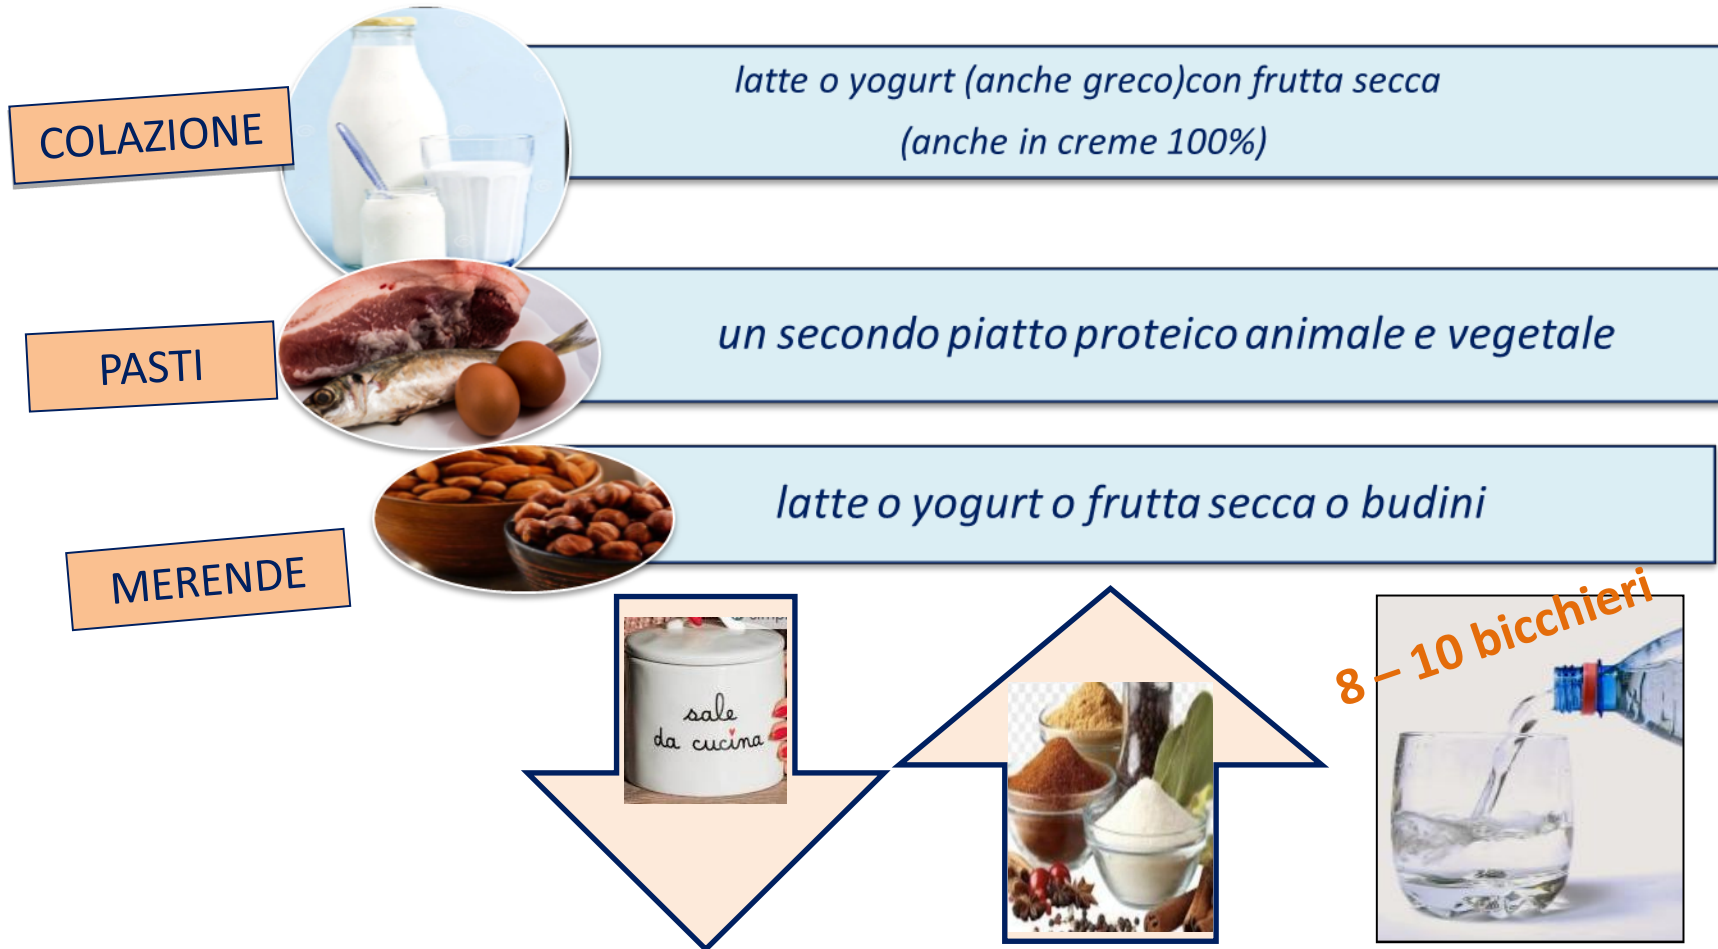 COLAZIONE
latte o yogurt (anche greco)con frutta secca
(anche in creme 100%)
PASTI
un secondo piatto proteico animale e vegetale
MERENDE
latte o yogurt o frutta secca o budini
sale
da cucina
8 – 10 bicchieri